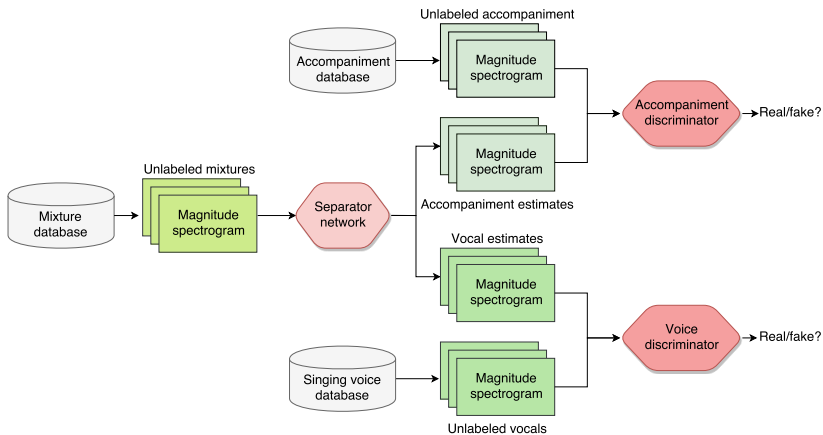 Unlabeled accompaniment
Accompaniment
database
Magnitude
spectrogram
Accompaniment
discriminator
Real/fake?
Magnitude
spectrogram
Accompaniment estimates
Unlabeled mixtures
Mixture
database
Magnitude
spectrogram
Separator
network
Vocal estimates
Magnitude
spectrogram
Voice
discriminator
Real/fake?
Singing voice
database
Magnitude
spectrogram
Unlabeled vocals